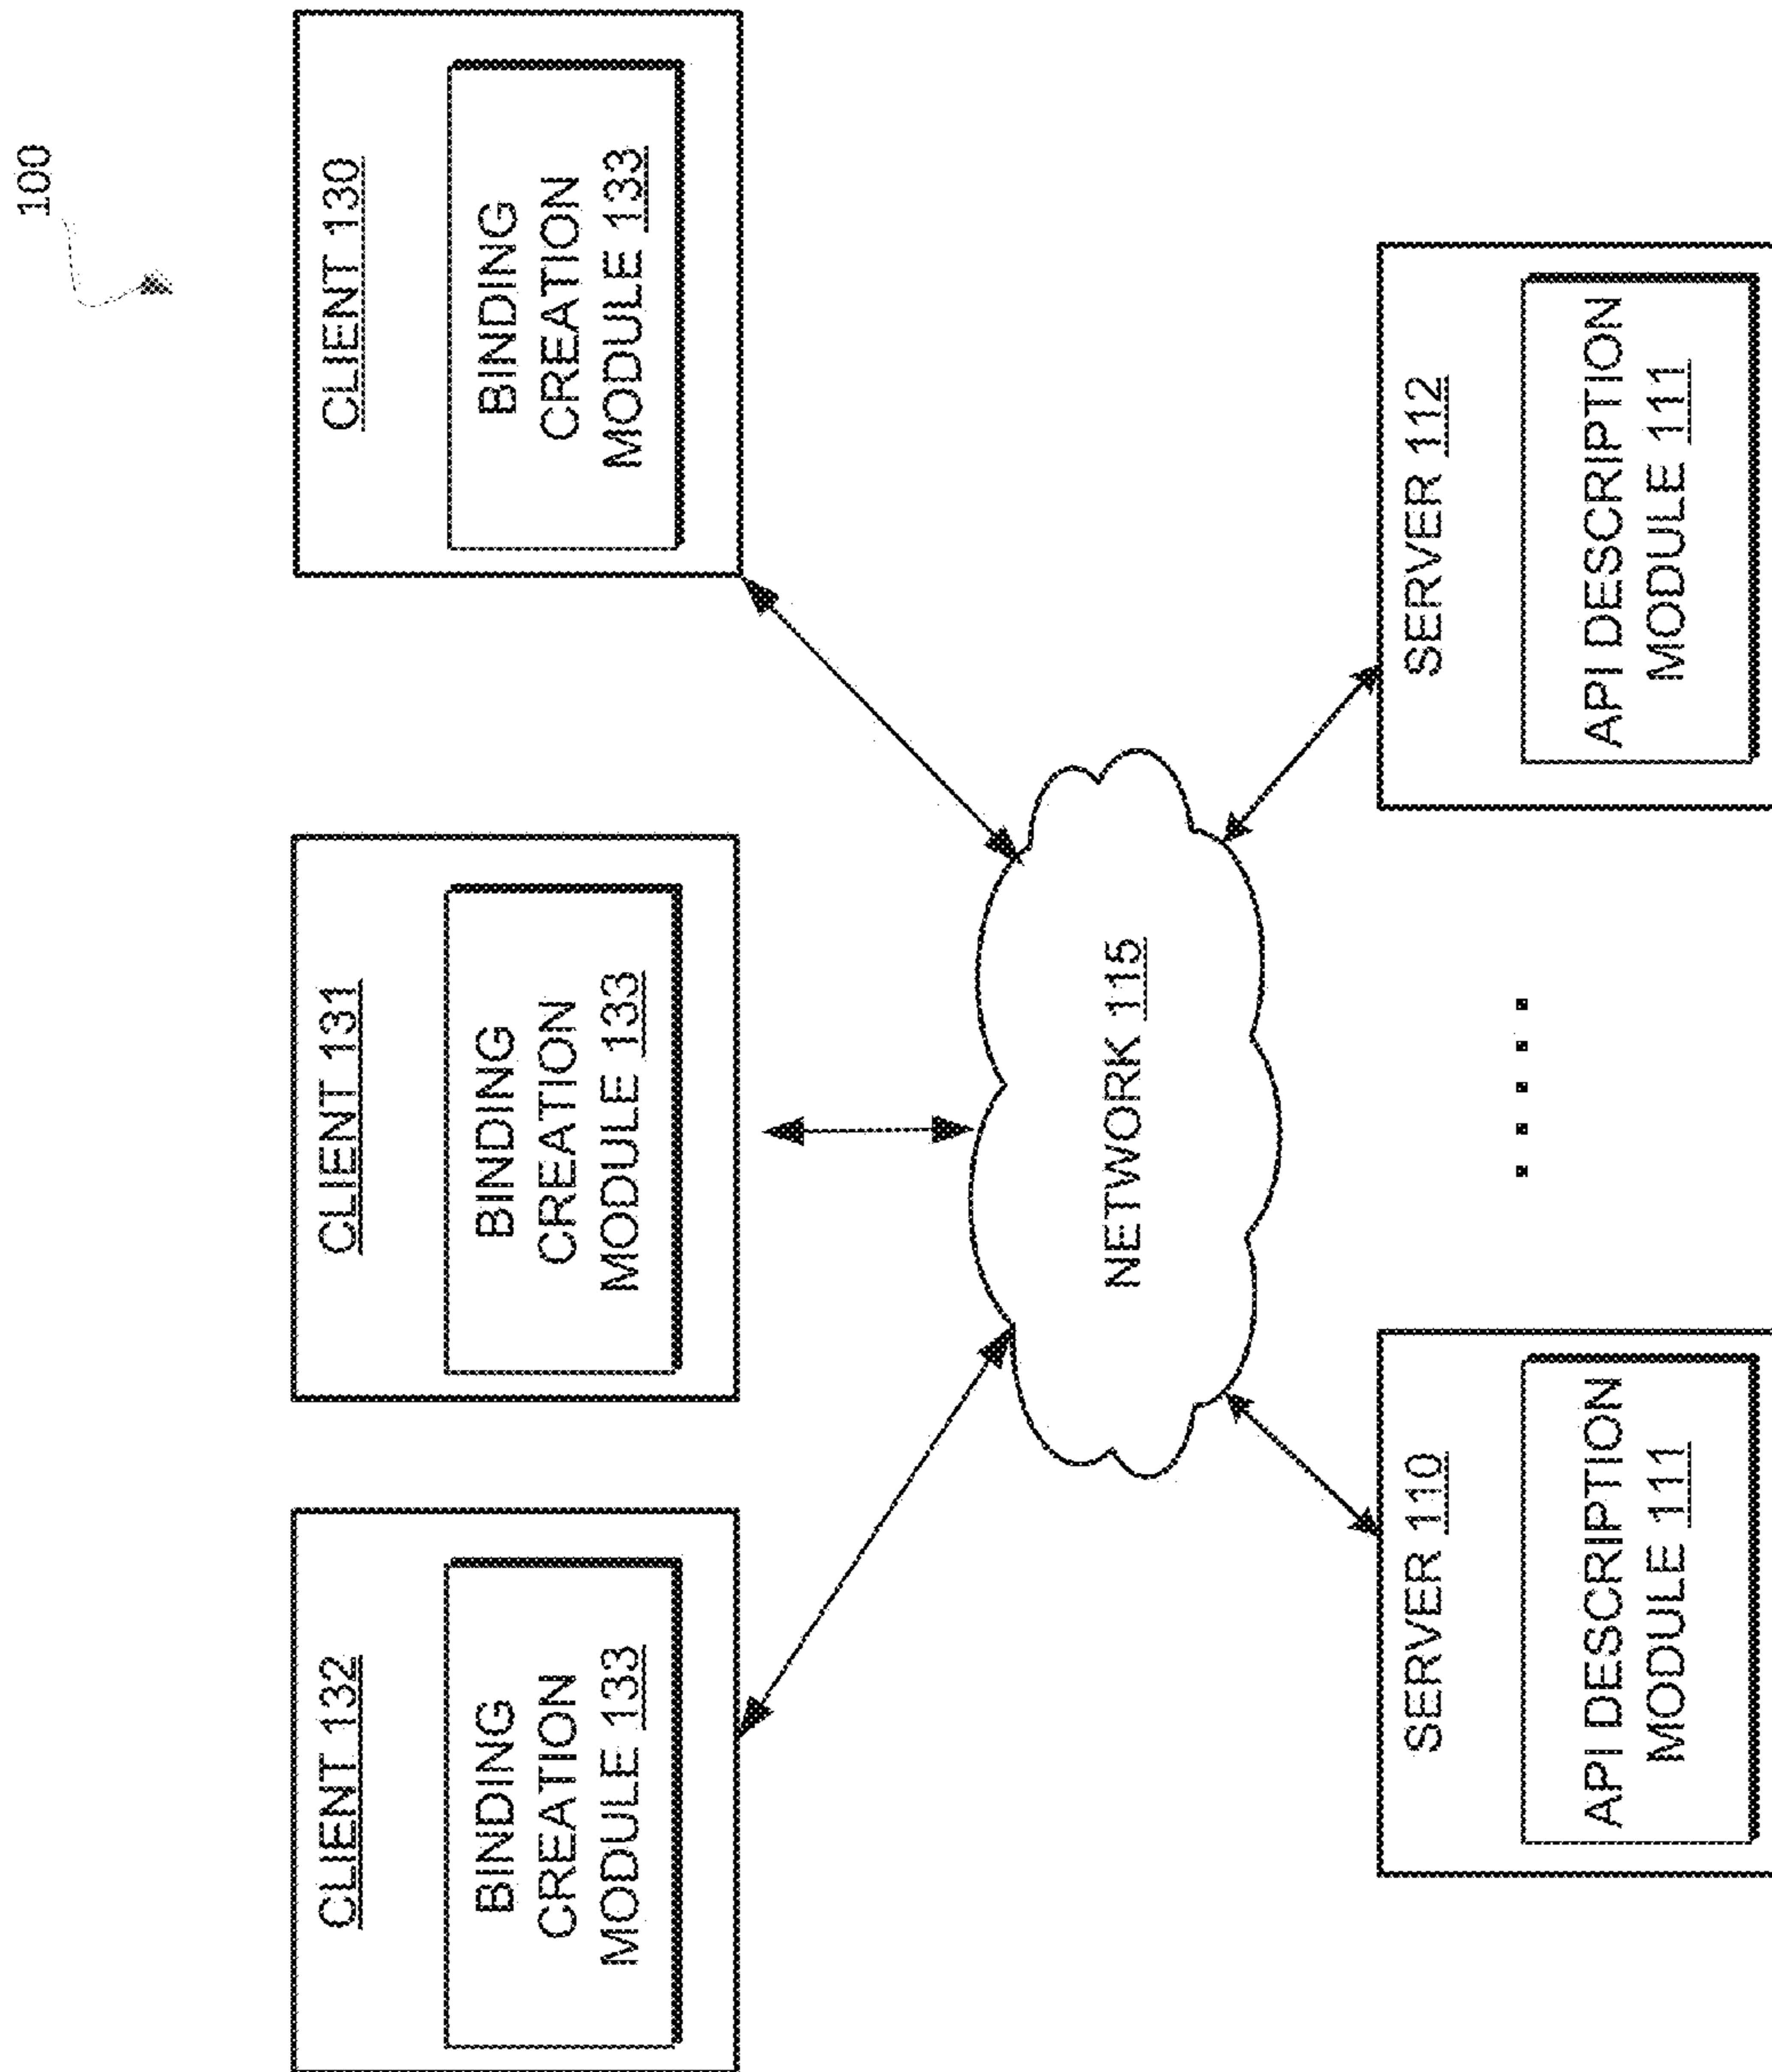 100
CLIENT 132
BINDING
CREATION
MODULE 133
CLIENT 131
BINDING
CREATION
MODULE 133
CLIENT 130
BINDING
CREATION
MODULE 133
NETWORK 115
SERVER 110
API DESCRIPTION
MODULE 111
SERVER 112
API DESCRIPTION
MODULE 111